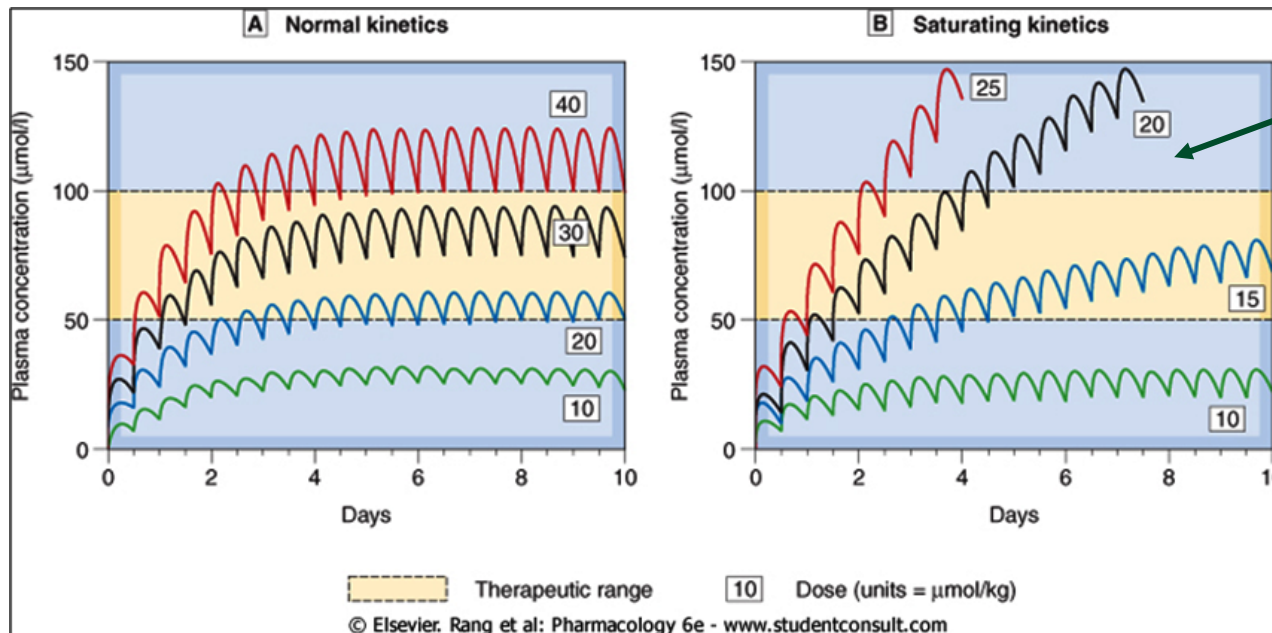 A Normal kinetics
150
100
50
0
Plasma concentration (μmol/l)
40
30
20
10
0 2 4 6 8 10
Days
B Saturating kinetics
150
100
50
0
Plasma concentration (μmol/l)
25
20
15
10
0 2 4 6 8 1
Days
Therapeutic range
10 Dose (units = μmol/kg)
© Elsevier. Rang et al: Pharmacology 6e - www.studentconsult.com